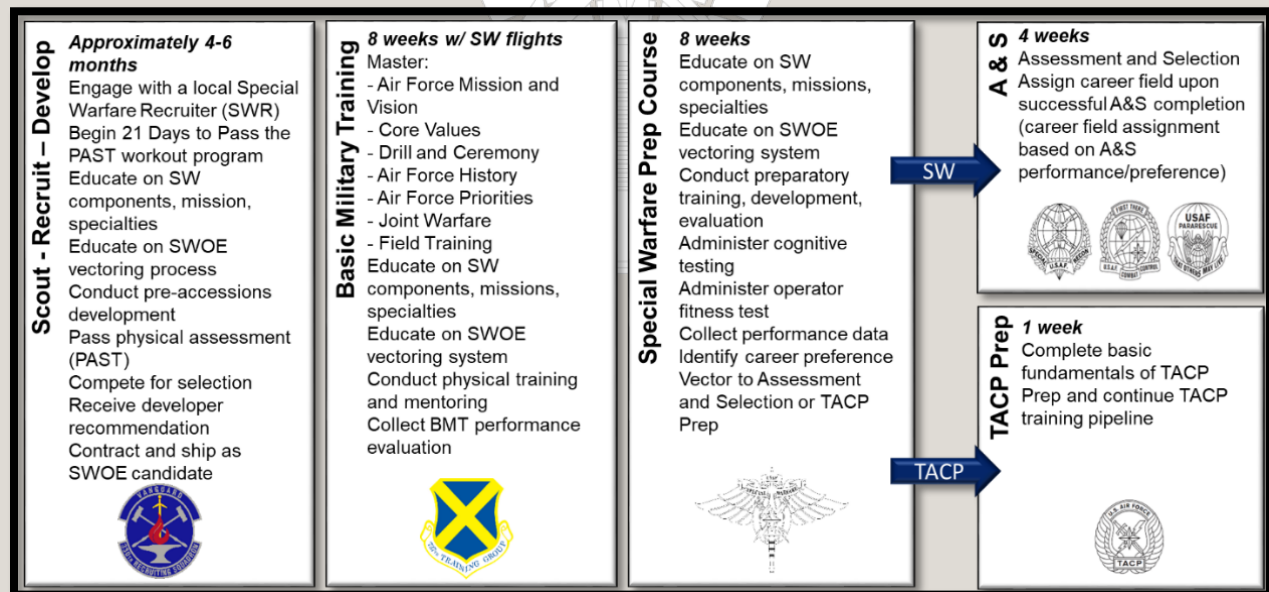 Scout - Recruit – Develop
Approximately 4-6
months
Engage with a local Special
Warfare Recruiter (SWR)
Begin 21 Days to Pass the
PAST workout program
Educate on SW
components, mission,
specialties
Educate on SWOE
vectoring process
Conduct pre-accessions
development
Pass physical assessment
(PAST)
Compete for selection
Receive developer
recommendation
Contract and ship as
SWOE candidate
VANGUARD
RECRUITING SQUADRON
Basic Military Training
8 weeks w/ SW flights
Master:
- Air Force Mission and
Vision
- Core Values
- Drill and Ceremony
- Air Force History
- Air Force Priorities
- Joint Warfare
- Field Training
Educate on SW
components, missions,
specialties
Educate on SWOE
vectoring system
Conduct physical training
and mentoring
Collect BMT performance
evaluation
TRAINING GROUP
Special Warfare Prep Course
8 weeks
Educate on SW
components, missions,
specialties
Educate on SWOE
vectoring system
Conduct preparatory
training, development,
evaluation
Administer cognitive
testing
Administer operator
fitness test
Collect performance data
Identify career preference
Vector to Assessment
and Selection or TACP
Prep
SW
TACP
A & S
4 weeks
Assessment and Selection
Assign career field upon
successful A&S completion
(career field assignment
based on A&S
performance/preference)
SPECIAL U.S.A.F. RECON
FIRST THERE
U.S.A.F. COMBAT CONTROL
USAF
PARARESCUE
THAT OTHERS MAY LIVE
TACP Prep
1 week
Complete basic
fundamentals of TACP
Prep and continue TACP
training pipeline
U.S. AIR FORCE
TACP